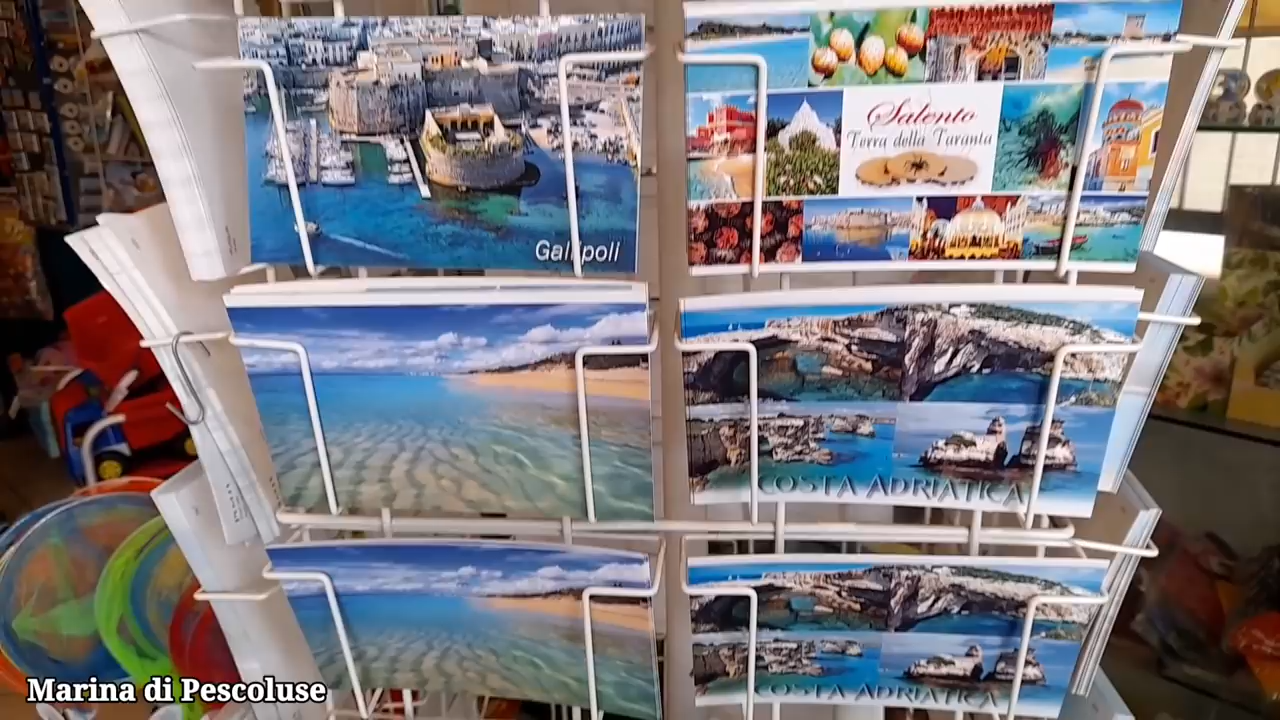 Gallipoli
Salento
Terra della Taranta
COSTA ADRIATICA
COSTA ADRIATICA
Marina di Pescoluse